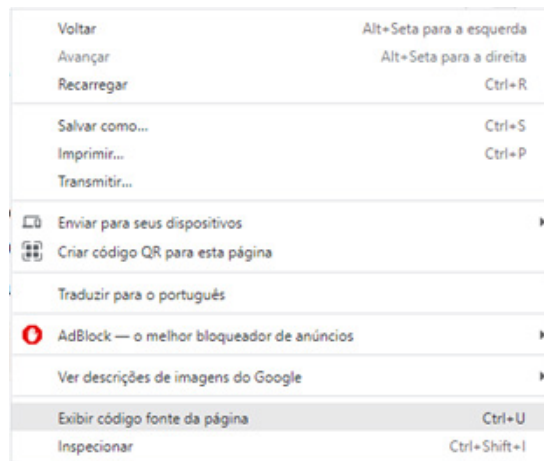 Voltar Alt+Seta para a esquerda
Avançar Alt+Seta para a direita
Recarregar Ctrl+R
Salvar como... Ctrl+S
Imprimir... Ctrl+P
Transmitir...
Enviar para seus dispositivos
Criar código QR para esta página
Traduzir para o português
AdBlock — o melhor bloqueador de anúncios
Ver descrições de imagens do Google
Exibir código fonte da página Ctrl+U
Inspecionar Ctrl+Shift+I